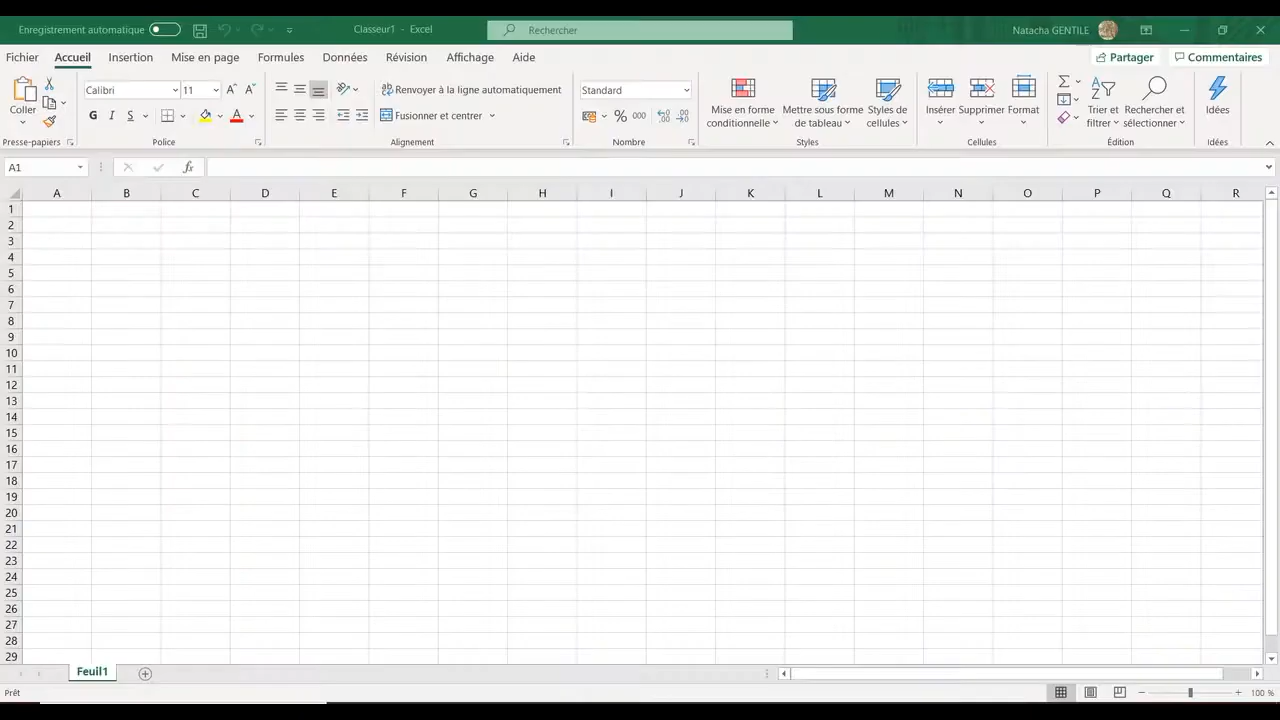 Enregistrement automatique
Classeur1 - Excel
Rechercher
Natacha GENTILE
Fichier Accueil Insertion Mise en page Formules Données Révision Affichage Aide
Partager Commentaires
Coller
Calibri 11
G I S A
Renvoyer à la ligne automatiquement
Fusionner et centrer
Standard
% 000
Mise en forme conditionnelle
Mettre sous forme de tableau
Styles de cellules
Insérer Supprimer Format
Trier et filtrer
Rechercher et sélectionner
Idées
Presse-papiers Police Alignement Nombre Styles Cellules Édition Idées
A1 fx
A B C D E F G H I J K L M N O P Q R
1
2
3
4
5
6
7
8
9
10
11
12
13
14
15
16
17
18
19
20
21
22
23
24
25
26
27
28
29
Feuil1
Prêt
100 %